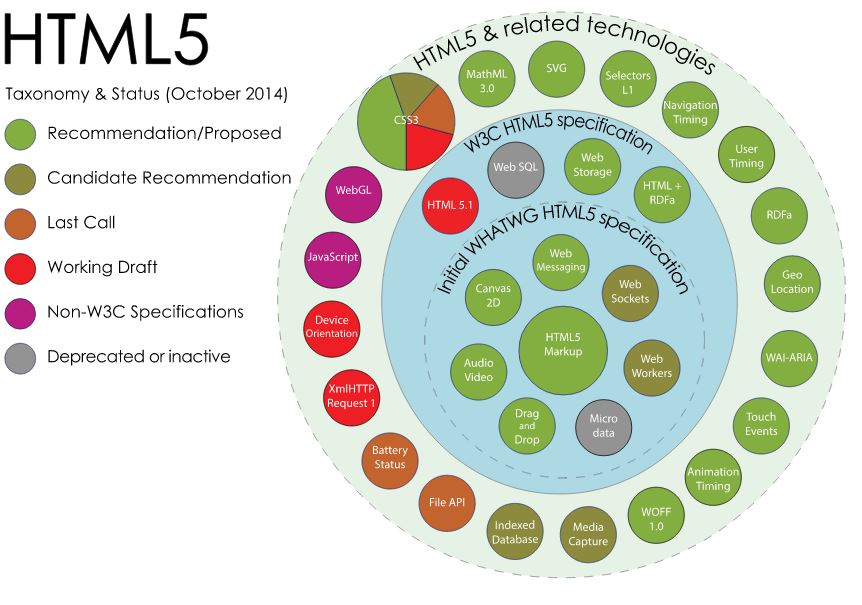 HTML5
Taxonomy & Status (October 2014)
Recommendation/Proposed
Candidate Recommendation
Last Call
Working Draft
Non-W3C Specifications
Deprecated or inactive
HTML5 & related technologies
CSS3
MathML
3.0
SVG
Selectors
L1
Navigation
Timing
User
Timing
RDFa
Geo
Location
WAI-ARIA
Touch
Events
Animation
Timing
WOFF
1.0
Media
Capture
Indexed
Database
File API
Battery
Status
XmlHTTP
Request 1
Device
Orientation
JavaScript
WebGL
W3C HTML5 specification
HTML 5.1
Web SQL
Web
Storage
HTML +
RDFa
Initial WHATWG HTML5 specification
Web
Messaging
Web
Sockets
Web
Workers
Micro
data
Drag
and
Drop
Audio
Video
Canvas
2D
HTML5
Markup